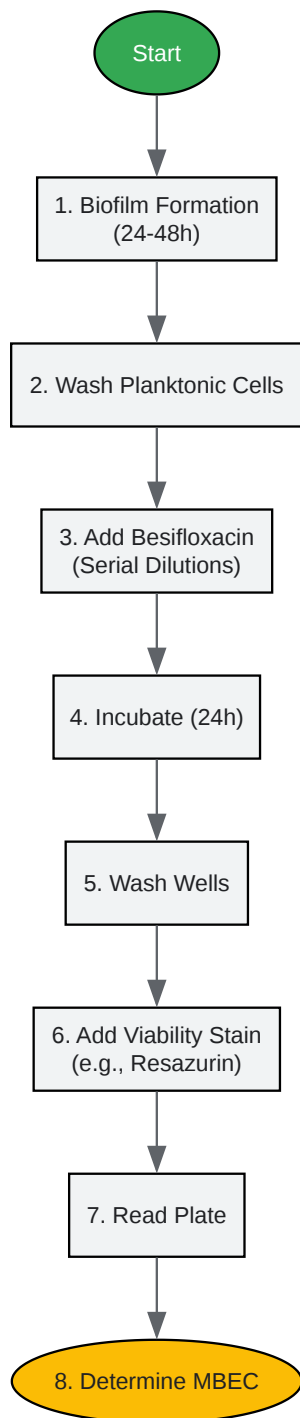 Start
1. Biofilm Formation
(24-48h)
2. Wash Planktonic Cells
3. Add Besifloxacin
(Serial Dilutions)
4. Incubate (24h)
5. Wash Wells
6. Add Viability Stain
(e.g., Resazurin)
7. Read Plate
8. Determine MBEC